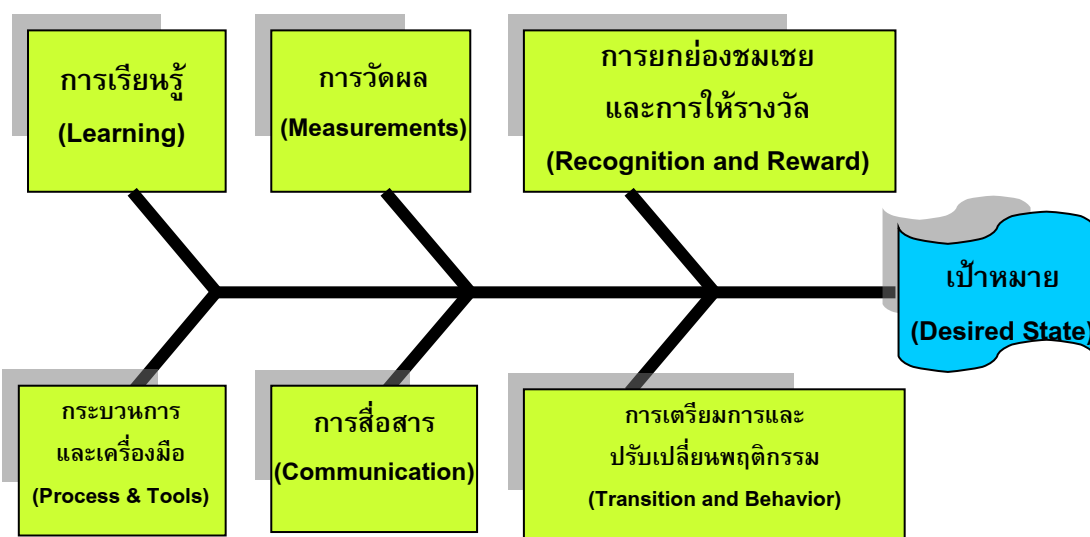 การเรียนรู้
(Learning)
การวัดผล
(Measurements)
การยกย่องชมเชย
และการให้รางวัล
(Recognition and Reward)
เป้าหมาย
(Desired State)
กระบวนการ
และเครื่องมือ
(Process & Tools)
การสื่อสาร
(Communication)
การเตรียมการและ
ปรับเปลี่ยนพฤติกรรม
(Transition and Behavior)